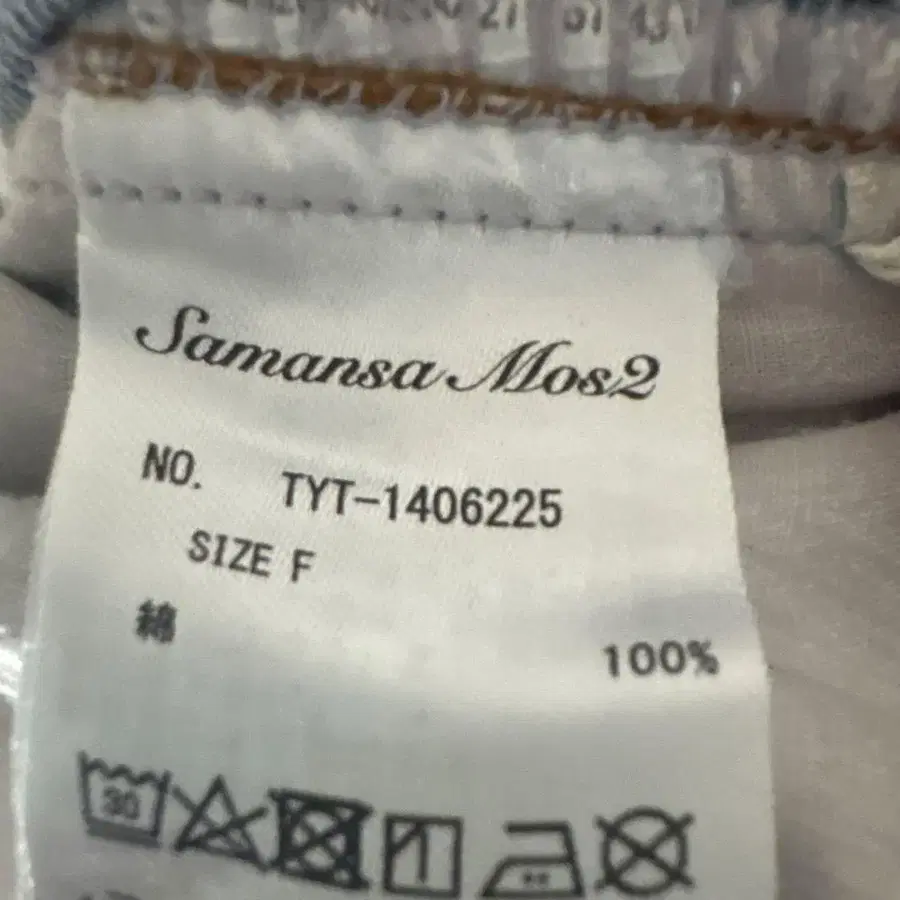 Samansa Mos2
NO. TYT-1406225
SIZE F
綿 100%
30